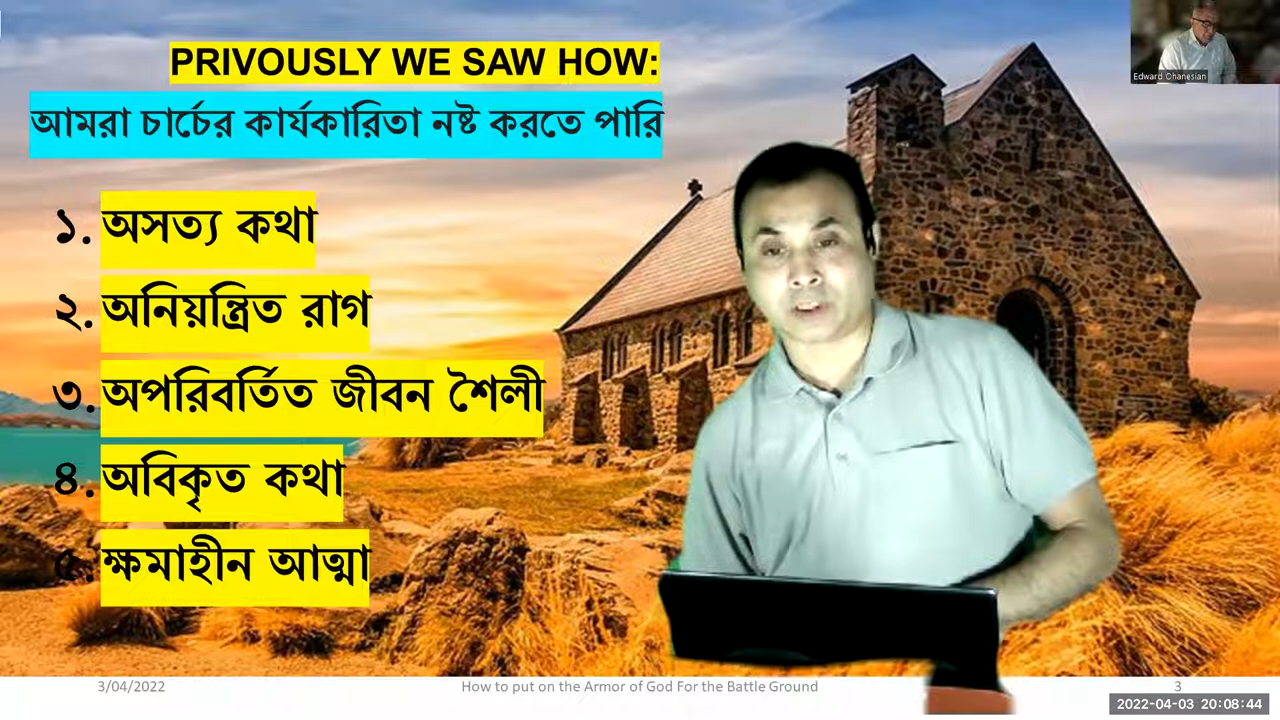 PRIVOUSLY WE SAW HOW:
আমরা চার্চের কার্যকারিতা নষ্ট করতে পারি
১. অসত্য কথা
২. অনিয়ন্ত্রিত রাগ
৩. অপরিবর্তিত জীবন শৈলী
৪. অবিকৃত কথা
৫. ক্ষমাহীন আত্মা
Edward Ohanesian
3/04/2022
How to put on the Armor of God For the Battle Ground
3
2022-04-03 20:08:44